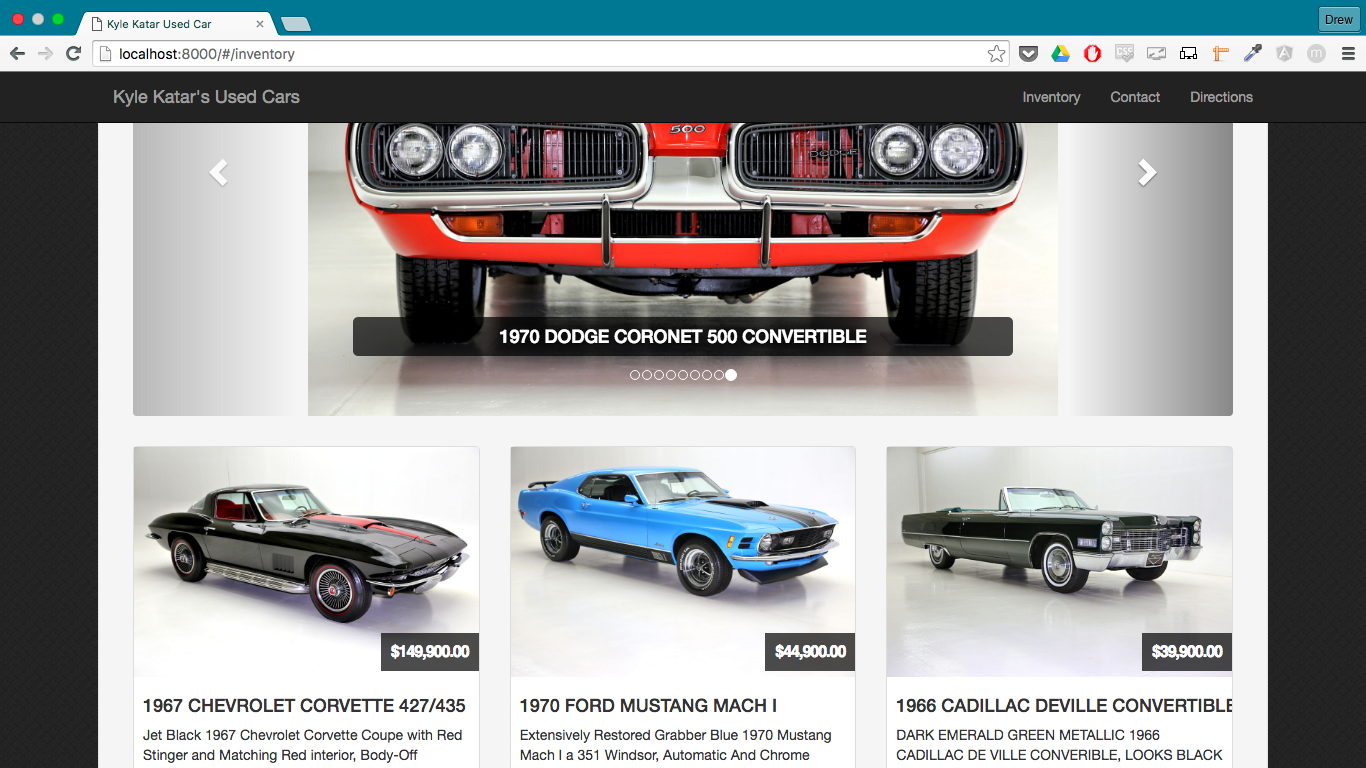 Kyle Katar Used Car
Drew
localhost:8000/#/inventory
Kyle Katar's Used Cars
Inventory
Contact
Directions
500
DODGE
1970 DODGE CORONET 500 CONVERTIBLE
$149,900.00
$44,900.00
$39,900.00
1967 CHEVROLET CORVETTE 427/435
Jet Black 1967 Chevrolet Corvette Coupe with Red
Stinger and Matching Red interior, Body-Off
1970 FORD MUSTANG MACH I
Extensively Restored Grabber Blue 1970 Mustang
Mach I a 351 Windsor, Automatic And Chrome
1966 CADILLAC DEVILLE CONVERTIBLE
DARK EMERALD GREEN METALLIC 1966
CADILLAC DE VILLE CONVERIBLE, LOOKS BLACK